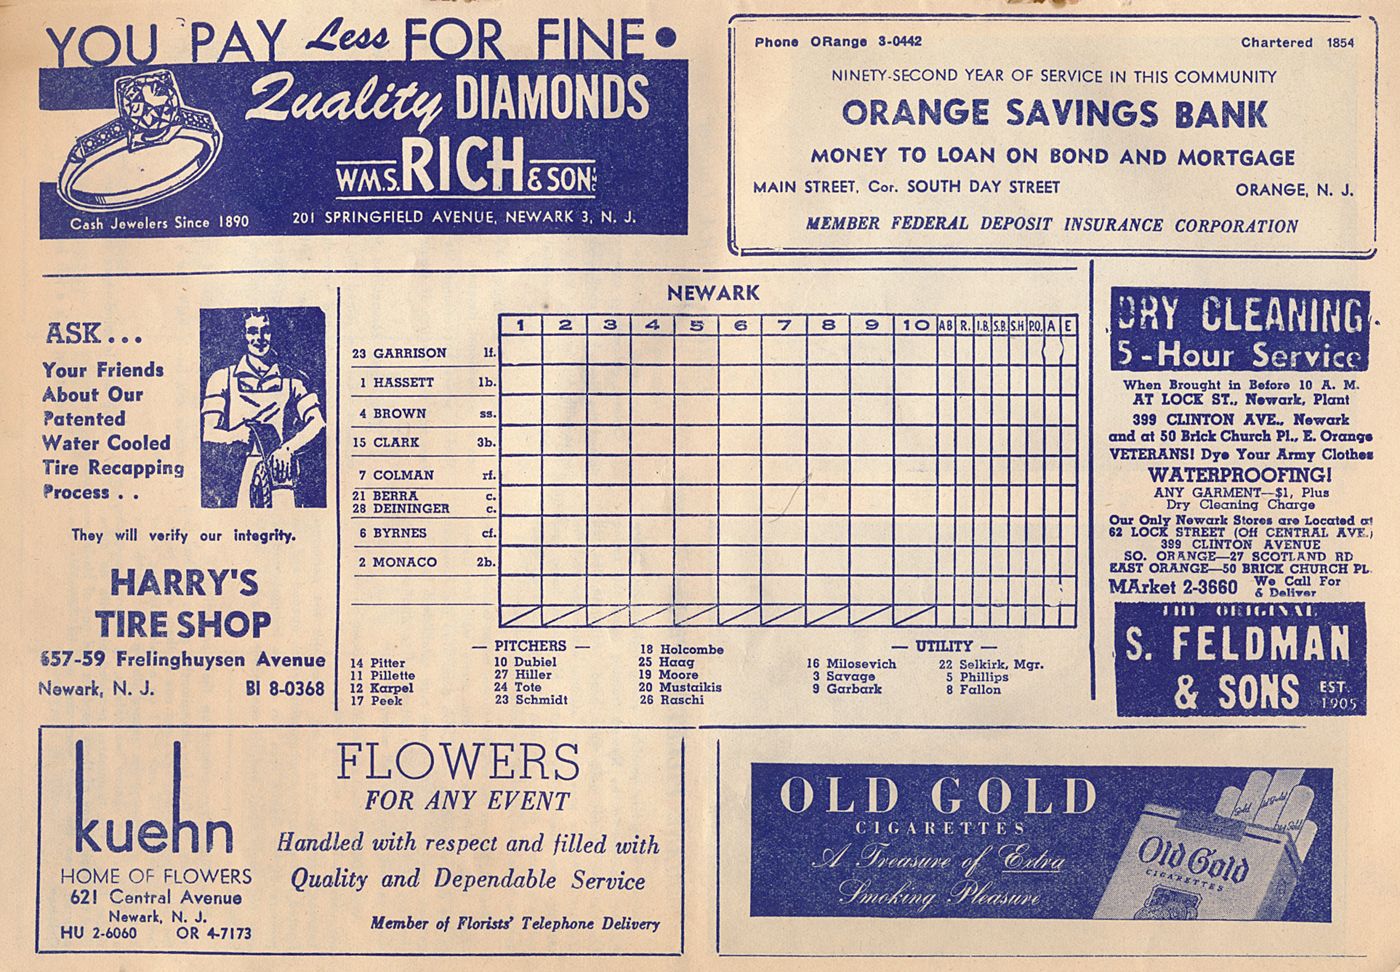 YOU PAY Less FOR FINE •
Quality DIAMONDS
WM. S. RICH & SON INC
Cash Jewelers Since 1890
201 SPRINGFIELD AVENUE, NEWARK 3, N. J.
Phone ORange 3-0442 Chartered 1854
NINETY-SECOND YEAR OF SERVICE IN THIS COMMUNITY
ORANGE SAVINGS BANK
MONEY TO LOAN ON BOND AND MORTGAGE
MAIN STREET, Cor. SOUTH DAY STREET ORANGE, N. J.
MEMBER FEDERAL DEPOSIT INSURANCE CORPORATION
ASK . . .
Your Friends
About Our
Patented
Water Cooled
Tire Recapping
Process . .
They will verify our integrity.
HARRY'S
TIRE SHOP
657-59 Frelinghuysen Avenue
Newark, N. J. BI 8-0368
NEWARK
1 2 3 4 5 6 7 8 9 10 AB R. 1.B. S.B. S.H P.O. A E
23 GARRISON lf.
1 HASSETT 1b.
4 BROWN ss.
15 CLARK 3b.
7 COLMAN rf.
21 BERRA c.
28 DEININGER c.
6 BYRNES cf.
2 MONACO 2b.
— PITCHERS —
14 Pitter
11 Pillette
12 Karpel
17 Peek
10 Dubiel
27 Hiller
24 Tote
23 Schmidt
18 Holcombe
25 Haag
19 Moore
20 Mustaikis
26 Raschi
— UTILITY —
16 Milosevich
3 Savage
9 Garbark
22 Selkirk, Mgr.
5 Phillips
8 Fallon
DRY CLEANING
5-Hour Service
When Brought in Before 10 A. M.
AT LOCK ST., Newark, Plant
399 CLINTON AVE., Newark
and at 50 Brick Church Pl., E. Orange
VETERANS! Dye Your Army Clothes
WATERPROOFING!
ANY GARMENT—$1, Plus
Dry Cleaning Charge
Our Only Newark Stores are Located at
62 LOCK STREET (Off CENTRAL AVE.)
399 CLINTON AVENUE
SO. ORANGE—27 SCOTLAND RD
EAST ORANGE—50 BRICK CHURCH PL.
MArket 2-3660 We Call For
& Deliver
THE ORIGINAL
S. FELDMAN
& SONS EST.
1905
kuehn
HOME OF FLOWERS
621 Central Avenue
Newark, N. J.
HU 2-6060 OR 4-7173
FLOWERS
FOR ANY EVENT
Handled with respect and filled with
Quality and Dependable Service
Member of Florists' Telephone Delivery
OLD GOLD
CIGARETTES
A Treasure of Extra
Smoking Pleasure
Old Gold
CIGARETTES